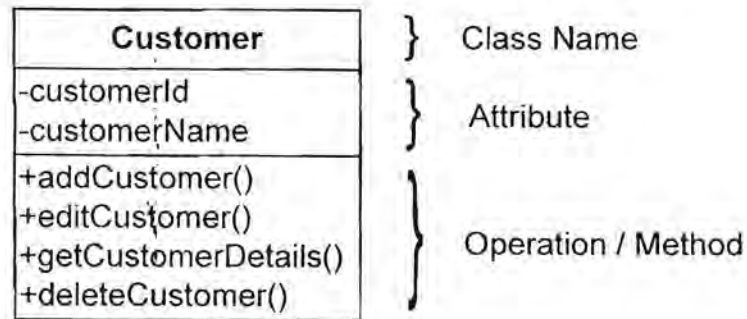 Customer } Class Name
-customerId
-customerName } Attribute
+addCustomer()
+editCustomer()
+getCustomerDetails() } Operation / Method
+deleteCustomer()